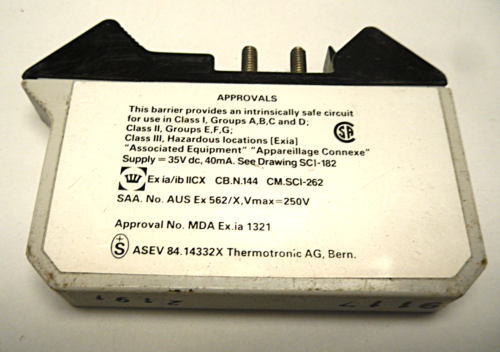 APPROVALS
This barrier provides an intrinsically safe circuit
for use in Class I, Groups A,B,C and D;
Class II, Groups E,F,G;
Class III, Hazardous locations [Exia]
"Associated Equipment" "Appareillage Connexe"
Supply = 35V dc, 40mA. See Drawing SCI-182
Ex ia/ib IICX CB.N.144 CM.SCI-262
SAA. No. AUS Ex 562/X, Vmax=250V
Approval No. MDA Ex.ia 1321
S ASEV 84.14332X Thermotronic AG, Bern.